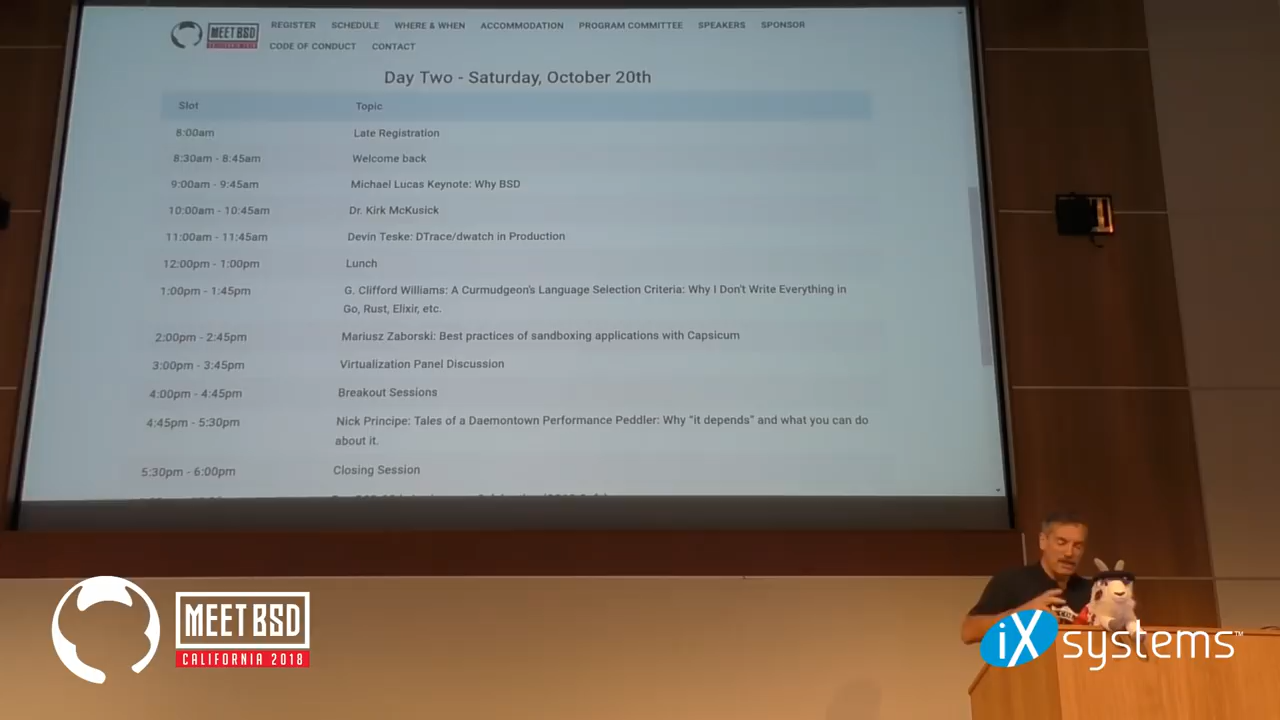 MEET BSD
CALIFORNIA 2018
REGISTER SCHEDULE WHERE & WHEN ACCOMMODATION PROGRAM COMMITTEE SPEAKERS SPONSOR
CODE OF CONDUCT CONTACT
Day Two - Saturday, October 20th
Slot Topic
8:00am Late Registration
8:30am - 8:45am Welcome back
9:00am - 9:45am Michael Lucas Keynote: Why BSD
10:00am - 10:45am Dr. Kirk McKusick
11:00am - 11:45am Devin Teske: DTrace/dwatch in Production
12:00pm - 1:00pm Lunch
1:00pm - 1:45pm G. Clifford Williams: A Curmudgeon's Language Selection Criteria: Why I Don't Write Everything in
Go, Rust, Elixir, etc.
2:00pm - 2:45pm Mariusz Zaborski: Best practices of sandboxing applications with Capsicum
3:00pm - 3:45pm Virtualization Panel Discussion
4:00pm - 4:45pm Breakout Sessions
4:45pm - 5:30pm Nick Principe: Tales of a Daemontown Performance Peddler: Why "it depends" and what you can do
about it.
5:30pm - 6:00pm Closing Session
MEET BSD
CALIFORNIA 2018
iXsystems™